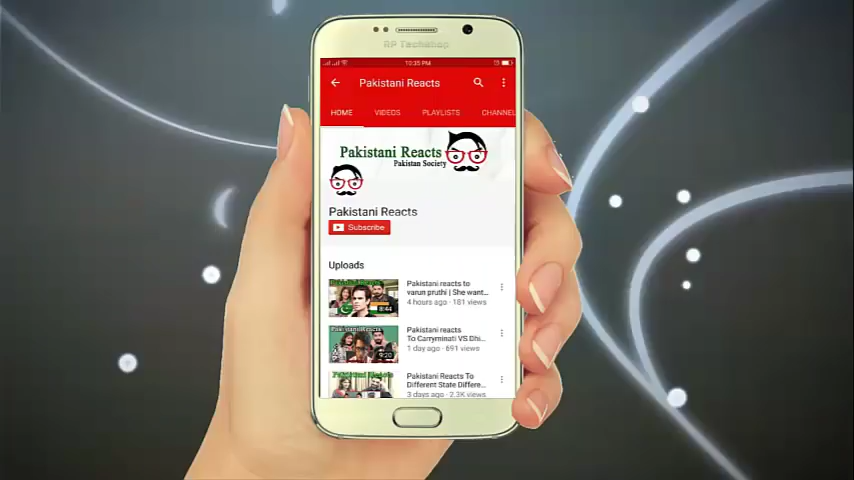 RP Techshop
10:35 PM
Pakistani Reacts
HOME VIDEOS PLAYLISTS CHANNEL
Pakistani Reacts
Pakistan Society
Pakistani Reacts
Subscribe
Uploads
Pakistani reacts to
varun pruthi | She want...
4 hours ago · 181 views
8:44
Pakistani reacts
To Carryminati VS Dhi...
1 day ago · 691 views
9:20
Pakistani Reacts To
Different State Differe...
3 days ago · 2.3K views